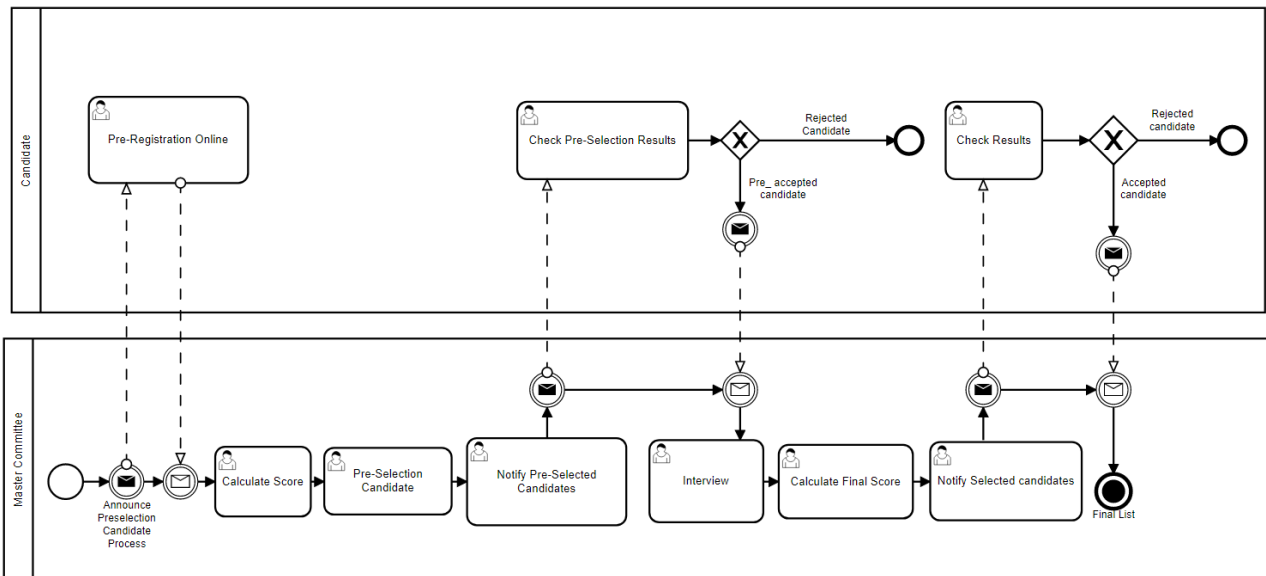 Candidate
Pre-Registration Online
Check Pre-Selection Results
Rejected
Candidate
Pre_ accepted
candidate
Check Results
Rejected
candidate
Accepted
candidate
Master Committee
Announce
Preselection
Candidate
Process
Calculate Score
Pre-Selection
Candidate
Notify Pre-Selected
Candidates
Interview
Calculate Final Score
Notify Selected candidates
Final List